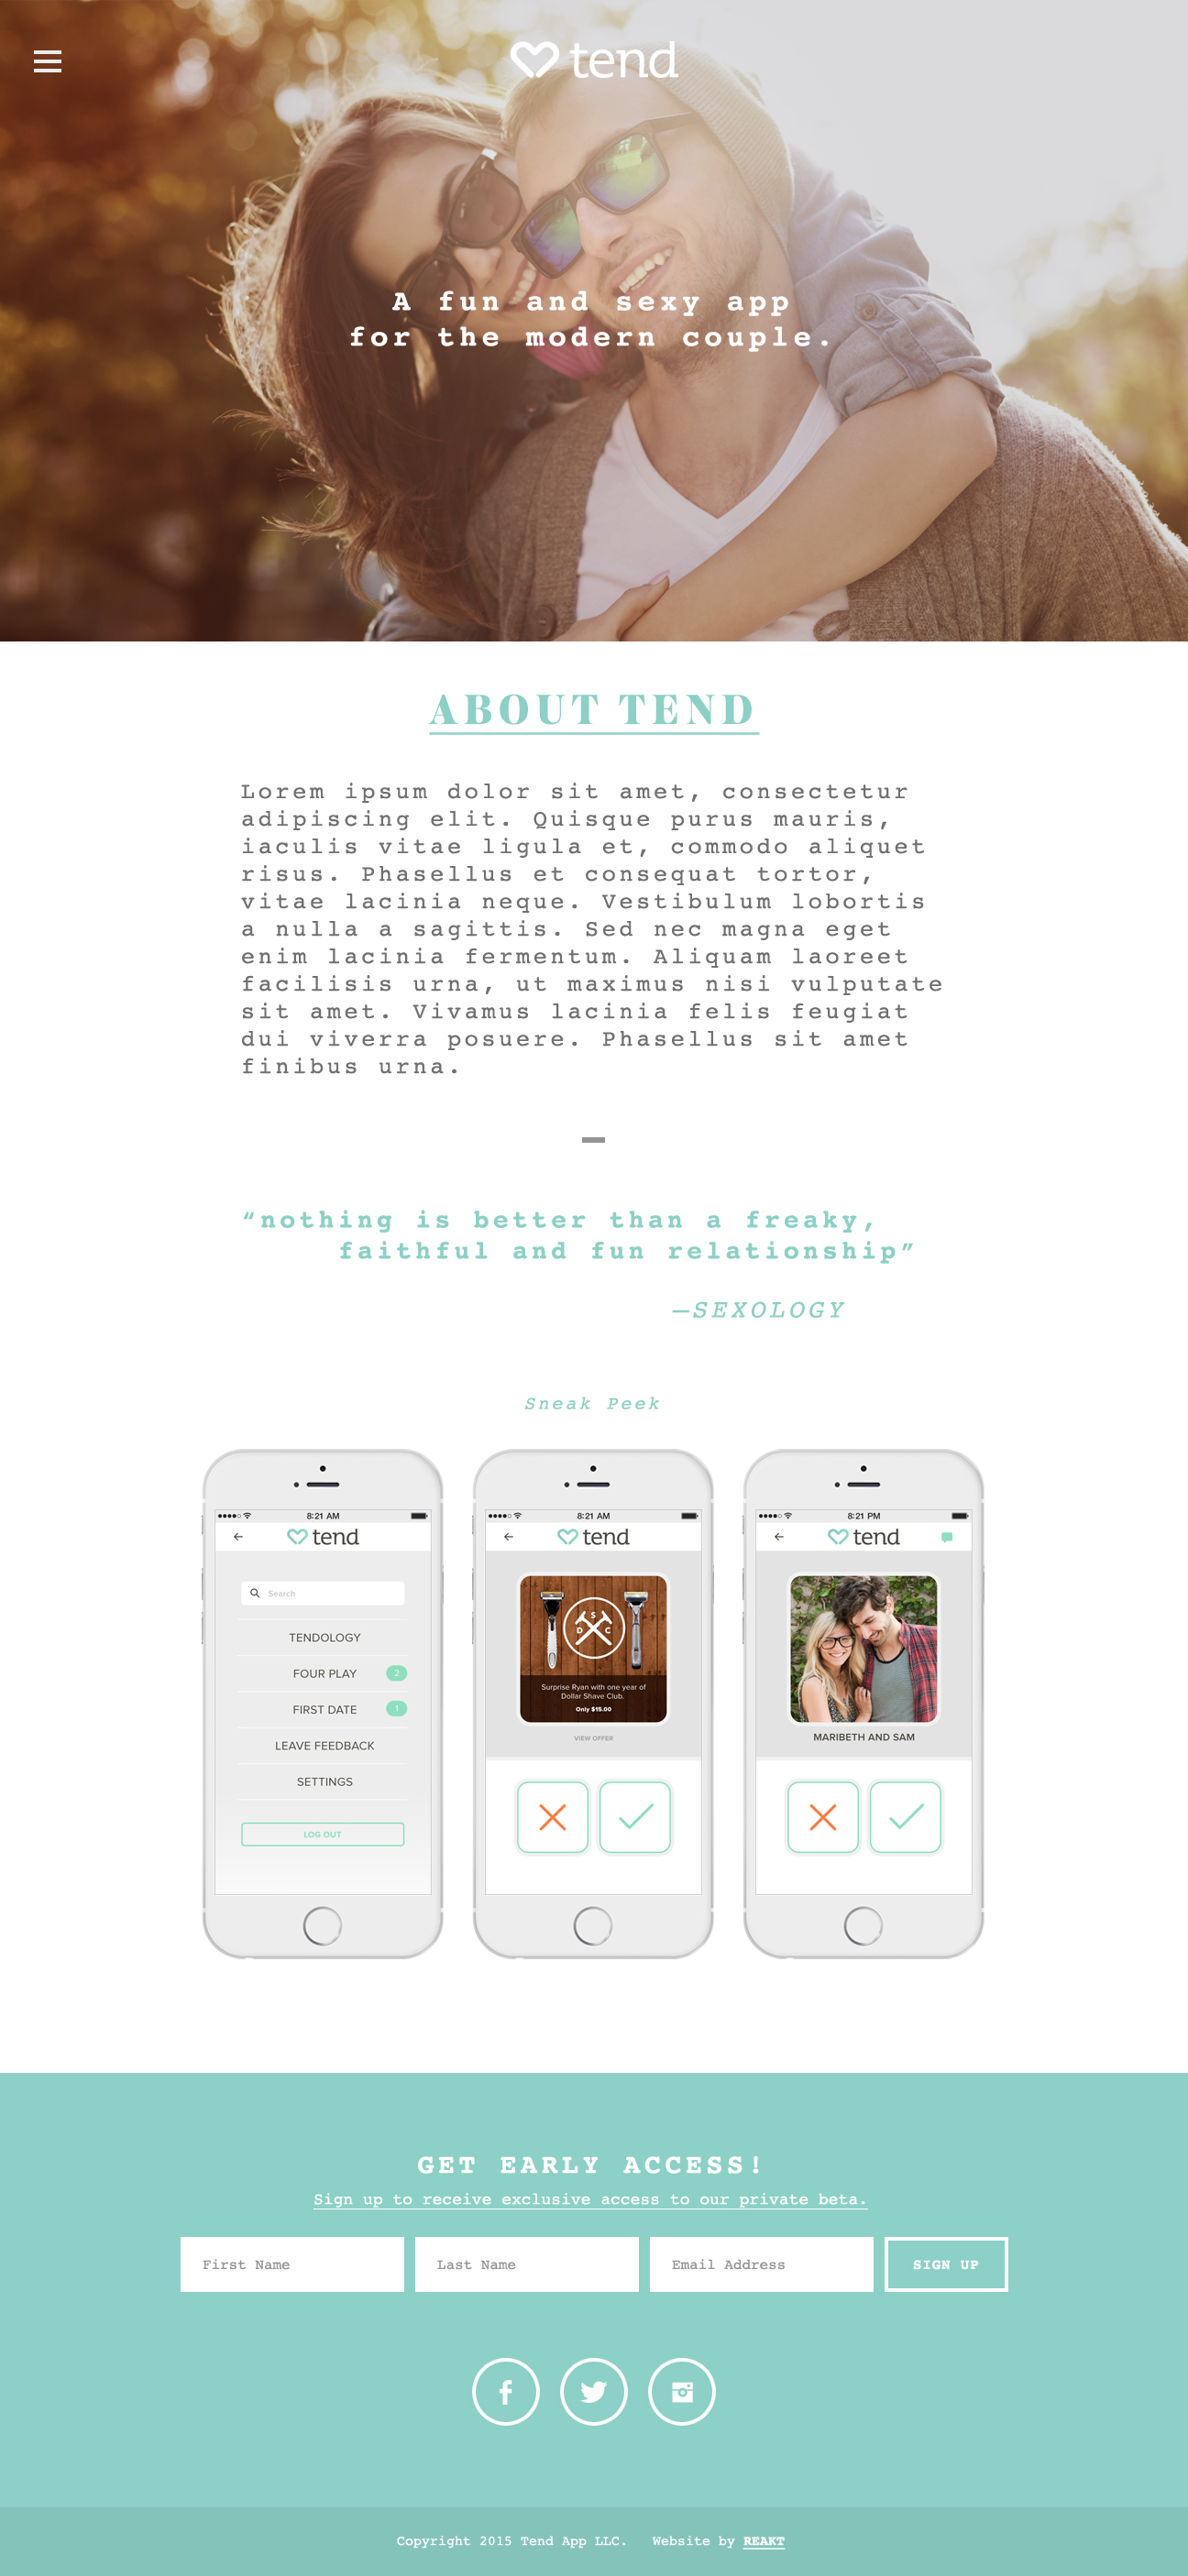 tend
A fun and sexy app
for the modern couple.
ABOUT TEND
Lorem ipsum dolor sit amet, consectetur
adipiscing elit. Quisque purus mauris,
iaculis vitae ligula et, commodo aliquet
risus. Phasellus et consequat tortor,
vitae lacinia neque. Vestibulum lobortis
a nulla a sagittis. Sed nec magna eget
enim lacinia fermentum. Aliquam laoreet
facilisis urna, ut maximus nisi vulputate
sit amet. Vivamus lacinia felis feugiat
dui viverra posuere. Phasellus sit amet
finibus urna.
“nothing is better than a freaky,
faithful and fun relationship”
—SEXOLOGY
Sneak Peek
8:21 AM
tend
Search
TENDOLOGY
FOUR PLAY 2
FIRST DATE 1
LEAVE FEEDBACK
SETTINGS
LOG OUT
8:21 AM
tend
S
D C
Surprise Ryan with one year of
Dollar Shave Club.
Only $15.00
VIEW OFFER
8:21 PM
tend
MARIBETH AND SAM
GET EARLY ACCESS!
Sign up to receive exclusive access to our private beta.
First Name
Last Name
Email Address
SIGN UP
Copyright 2015 Tend App LLC. Website by REAKT